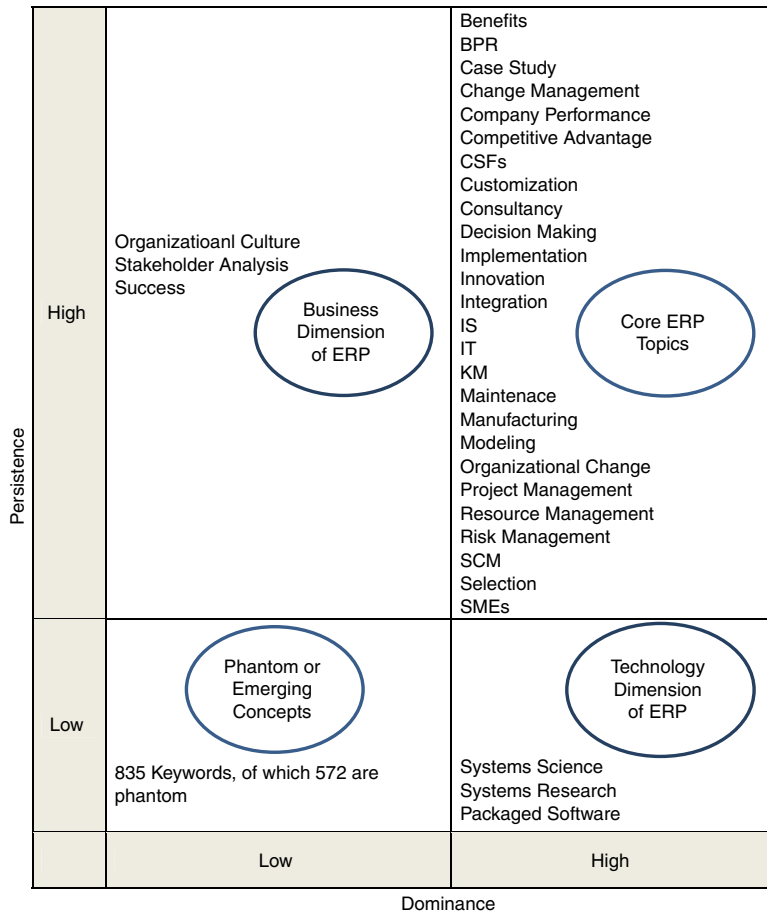 Persistence
High
Organizatioanl Culture
Stakeholder Analysis
Success
Business
Dimension
of ERP
Benefits
BPR
Case Study
Change Management
Company Performance
Competitive Advantage
CSFs
Customization
Consultancy
Decision Making
Implementation
Innovation
Integration
IS
IT
KM
Maintenace
Manufacturing
Modeling
Organizational Change
Project Management
Resource Management
Risk Management
SCM
Selection
SMEs
Core ERP
Topics
Low
Phantom or
Emerging
Concepts
835 Keywords, of which 572 are
phantom
Technology
Dimension
of ERP
Systems Science
Systems Research
Packaged Software
Low
High
Dominance